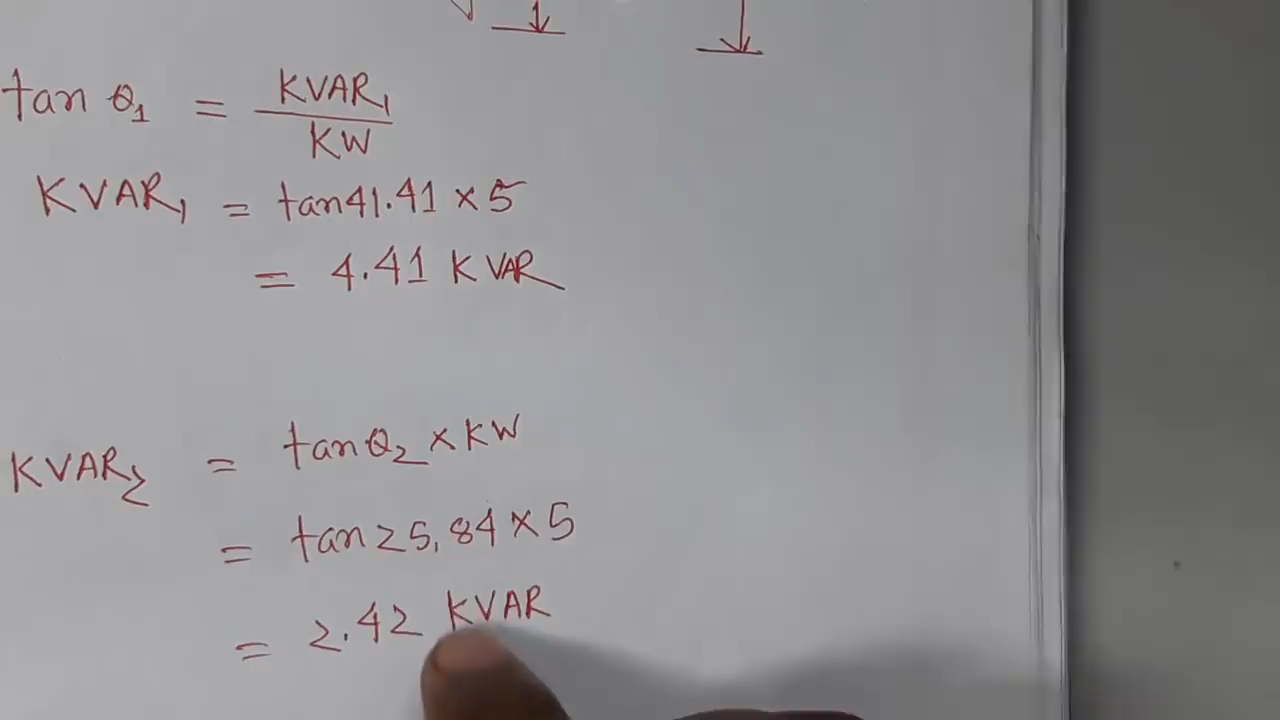 tan θ₁ = KVAR₁ / KW
KVAR₁ = tan41.41 × 5
= 4.41 KVAR
KVAR₂ = tanθ₂ × KW
= tan25.84 × 5
= 2.42 KVAR